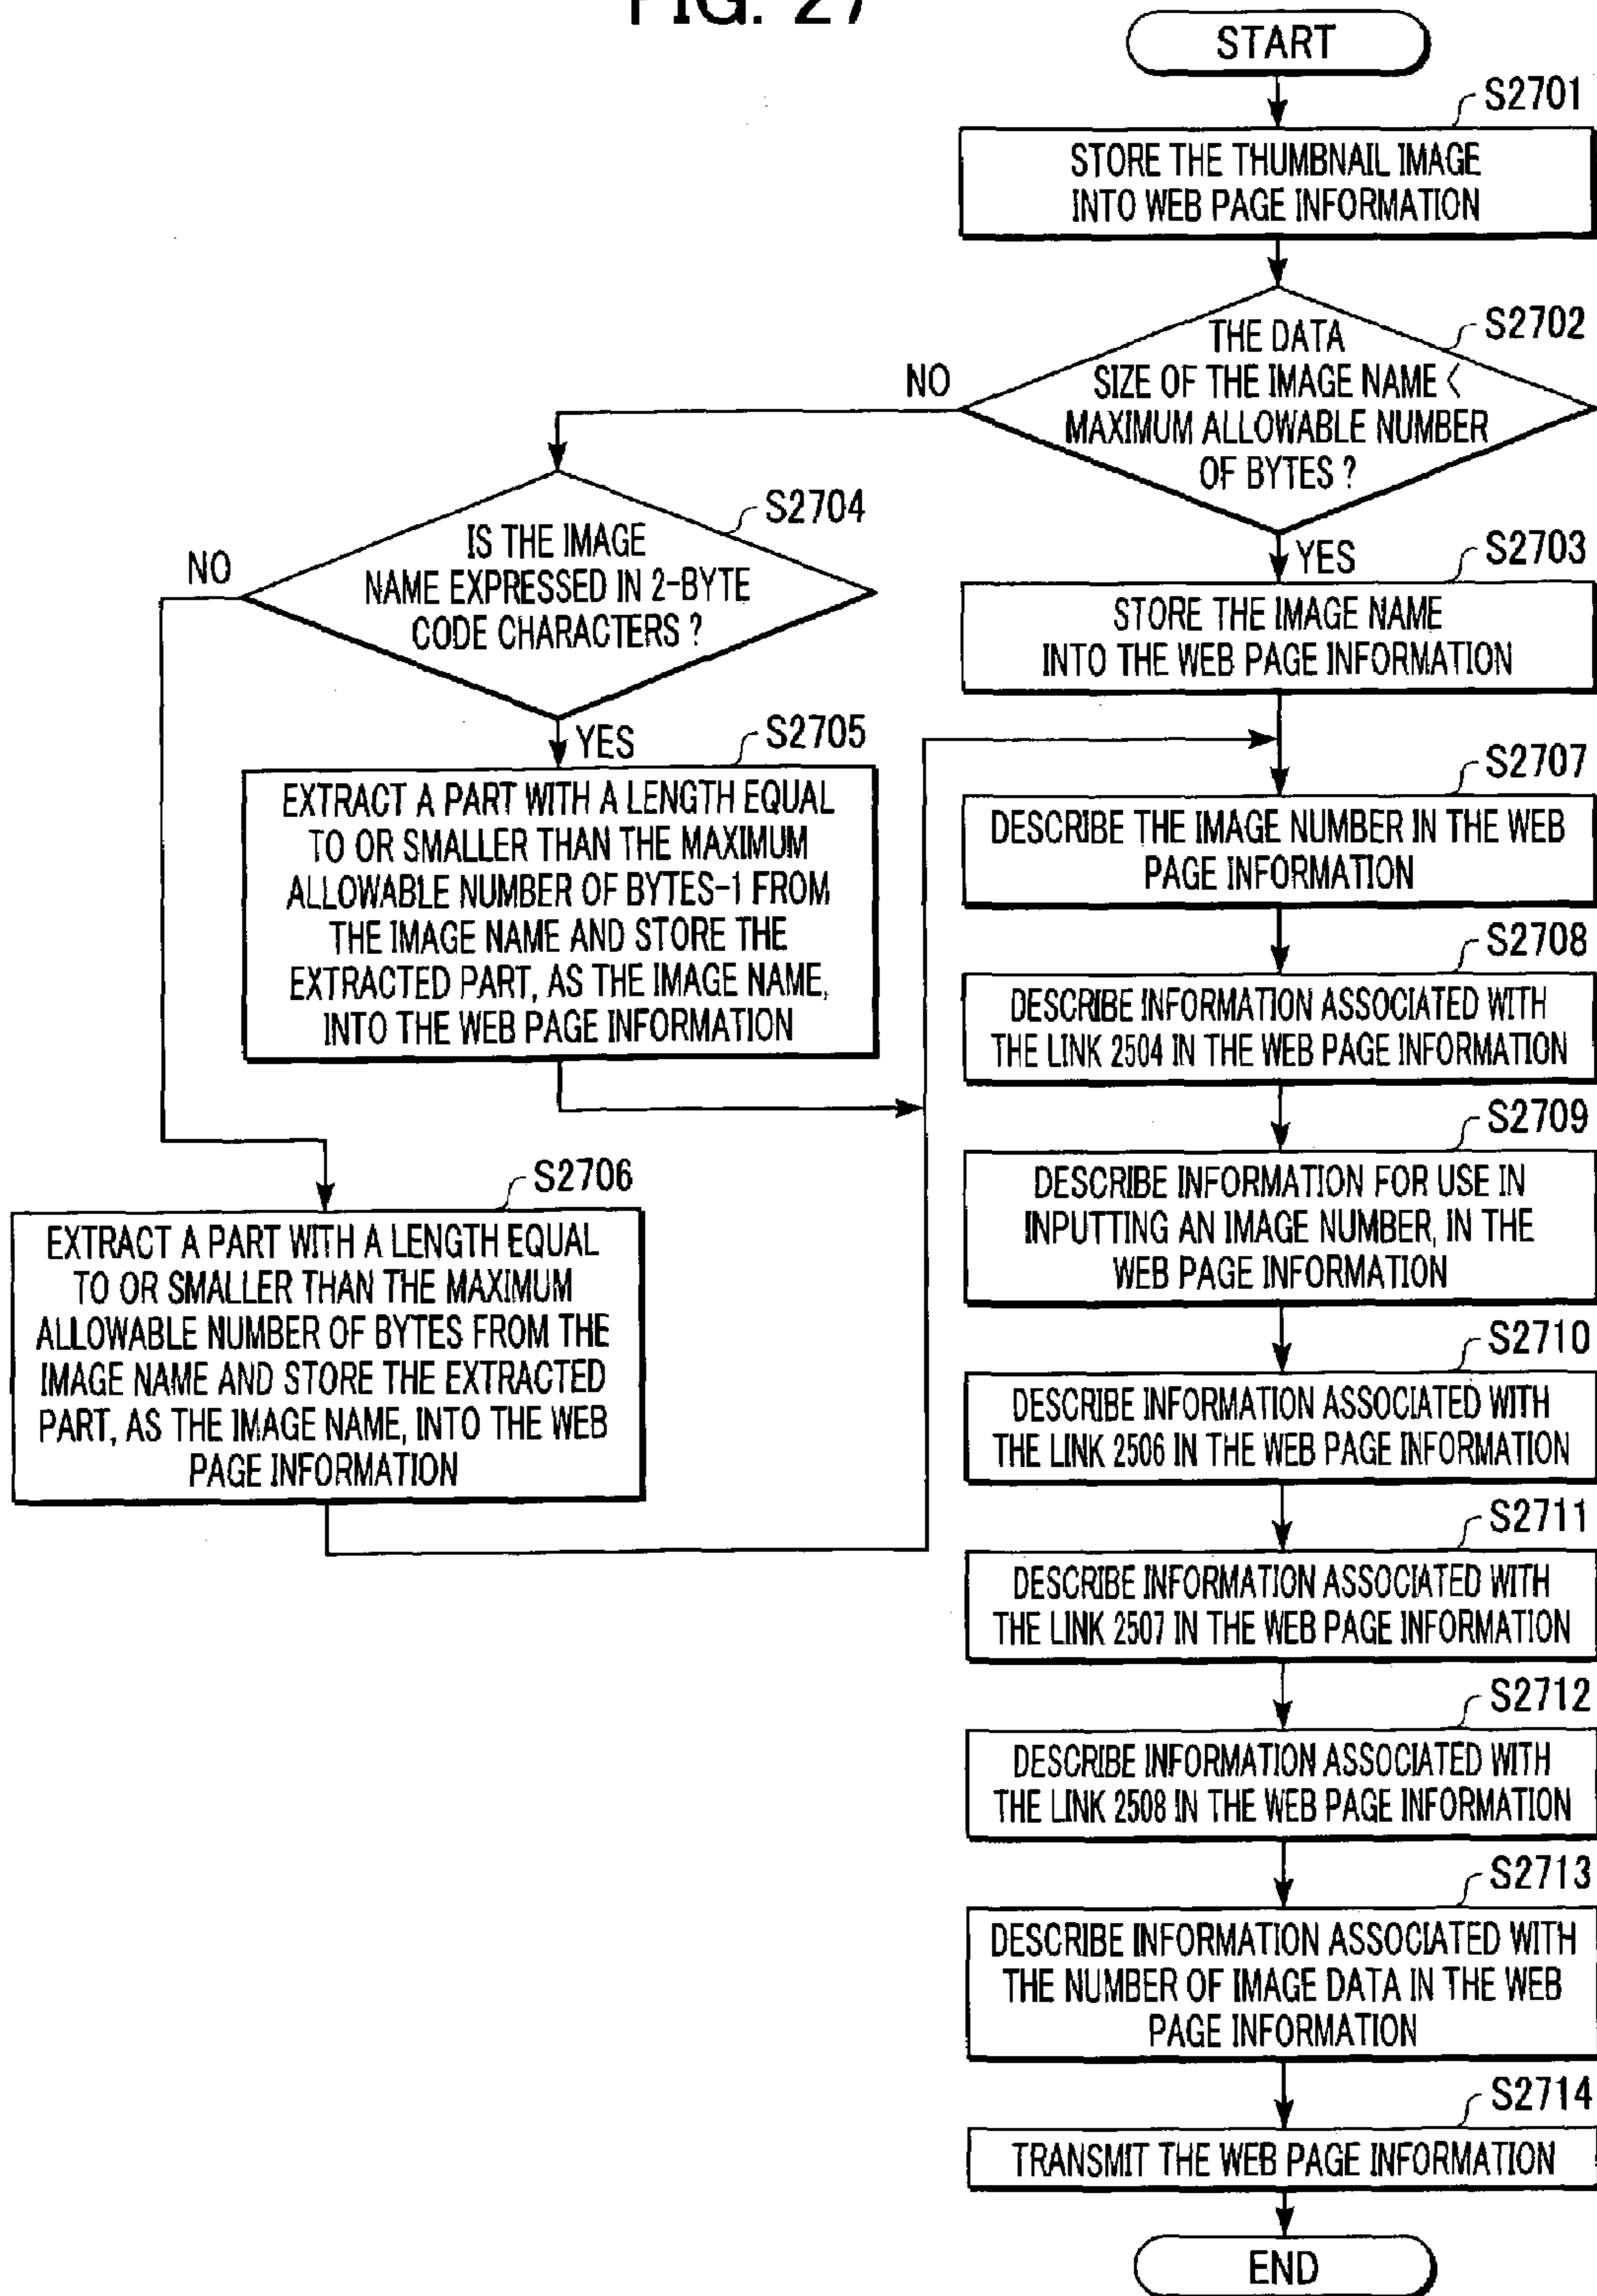 FIG. 27
START
S2701
STORE THE THUMBNAIL IMAGE
INTO WEB PAGE INFORMATION
S2702
THE DATA
SIZE OF THE IMAGE NAME <
MAXIMUM ALLOWABLE NUMBER
OF BYTES ?
NO
YES
S2703
STORE THE IMAGE NAME
INTO THE WEB PAGE INFORMATION
S2704
IS THE IMAGE
NAME EXPRESSED IN 2-BYTE
CODE CHARACTERS ?
NO
YES
S2705
EXTRACT A PART WITH A LENGTH EQUAL
TO OR SMALLER THAN THE MAXIMUM
ALLOWABLE NUMBER OF BYTES-1 FROM
THE IMAGE NAME AND STORE THE
EXTRACTED PART, AS THE IMAGE NAME,
INTO THE WEB PAGE INFORMATION
S2706
EXTRACT A PART WITH A LENGTH EQUAL
TO OR SMALLER THAN THE MAXIMUM
ALLOWABLE NUMBER OF BYTES FROM THE
IMAGE NAME AND STORE THE EXTRACTED
PART, AS THE IMAGE NAME, INTO THE WEB
PAGE INFORMATION
S2707
DESCRIBE THE IMAGE NUMBER IN THE WEB
PAGE INFORMATION
S2708
DESCRIBE INFORMATION ASSOCIATED WITH
THE LINK 2504 IN THE WEB PAGE INFORMATION
S2709
DESCRIBE INFORMATION FOR USE IN
INPUTTING AN IMAGE NUMBER, IN THE
WEB PAGE INFORMATION
S2710
DESCRIBE INFORMATION ASSOCIATED WITH
THE LINK 2506 IN THE WEB PAGE INFORMATION
S2711
DESCRIBE INFORMATION ASSOCIATED WITH
THE LINK 2507 IN THE WEB PAGE INFORMATION
S2712
DESCRIBE INFORMATION ASSOCIATED WITH
THE LINK 2508 IN THE WEB PAGE INFORMATION
S2713
DESCRIBE INFORMATION ASSOCIATED WITH
THE NUMBER OF IMAGE DATA IN THE WEB
PAGE INFORMATION
S2714
TRANSMIT THE WEB PAGE INFORMATION
END